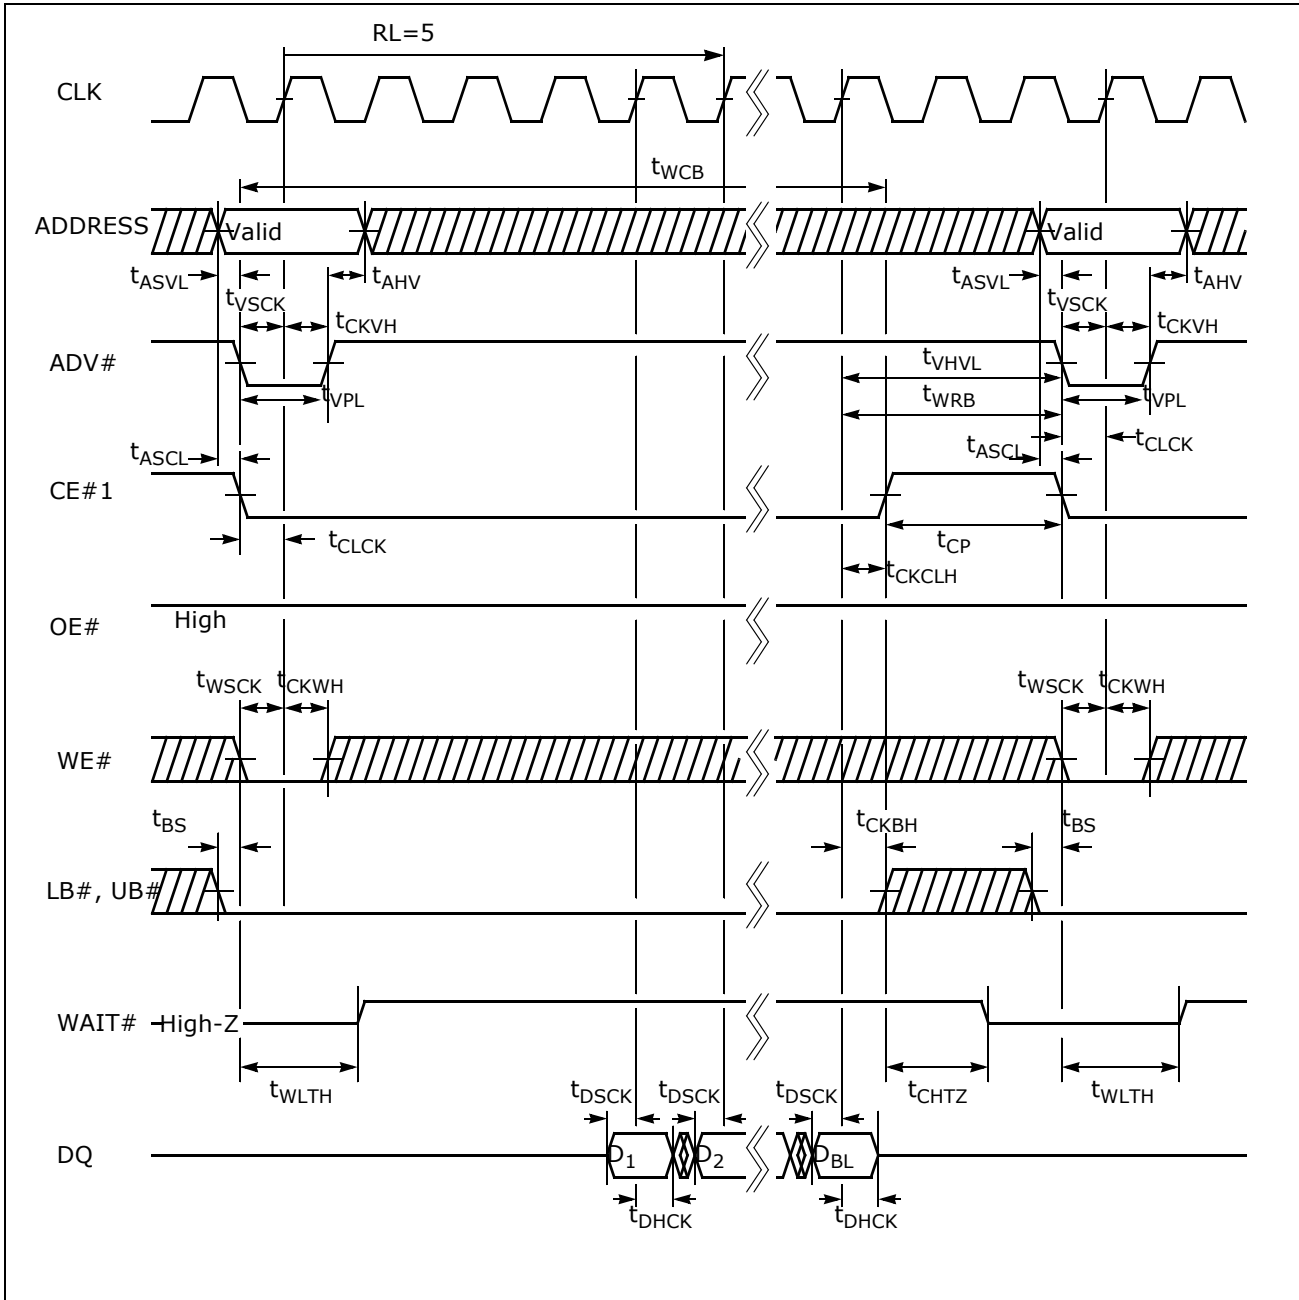 RL=5
CLK
tWCB
ADDRESS
Valid
Valid
tASVL
tAHV
tASVL
tAHV
tVSCK
tVSCK
tCKVH
tCKVH
ADV#
tVHVL
tVPL
tWRB
tVPL
tASCL
tASCL
tCLCK
CE#1
tCLCK
tCP
tCKCLH
High
OE#
tWSCK
tCKWH
tWSCK
tCKWH
WE#
tBS
tCKBH
tBS
LB#, UB#
WAIT#
High-Z
tWLTH
tCHTZ
tWLTH
tDSCK
tDSCK
tDSCK
DQ
D1
D2
DBL
tDHCK
tDHCK